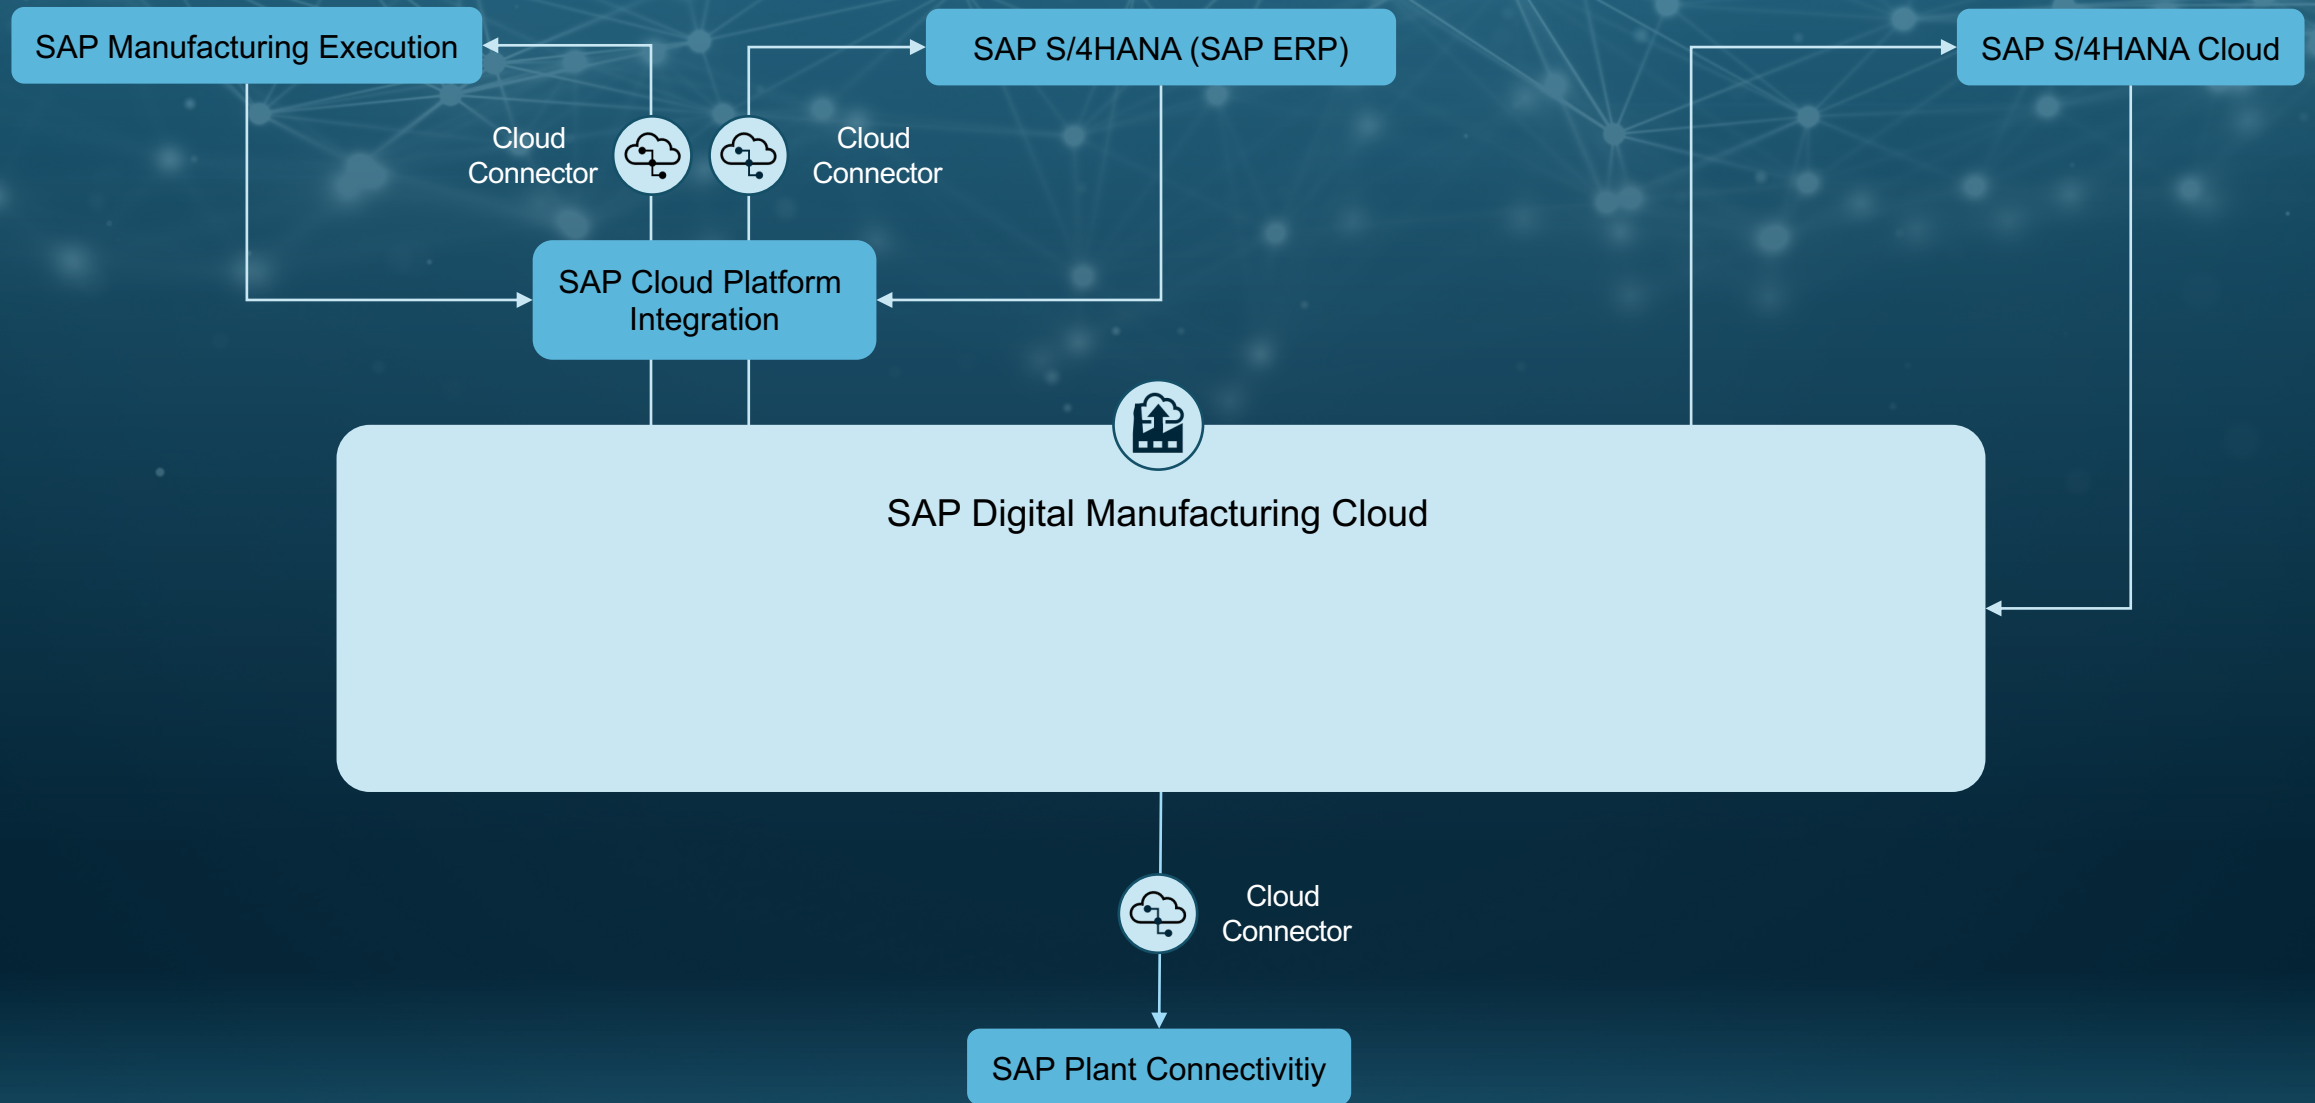 SAP Manufacturing Execution
SAP S/4HANA (SAP ERP)
SAP S/4HANA Cloud
Cloud
Connector
Cloud
Connector
SAP Cloud Platform
Integration
SAP Digital Manufacturing Cloud
Cloud
Connector
SAP Plant Connectivitiy